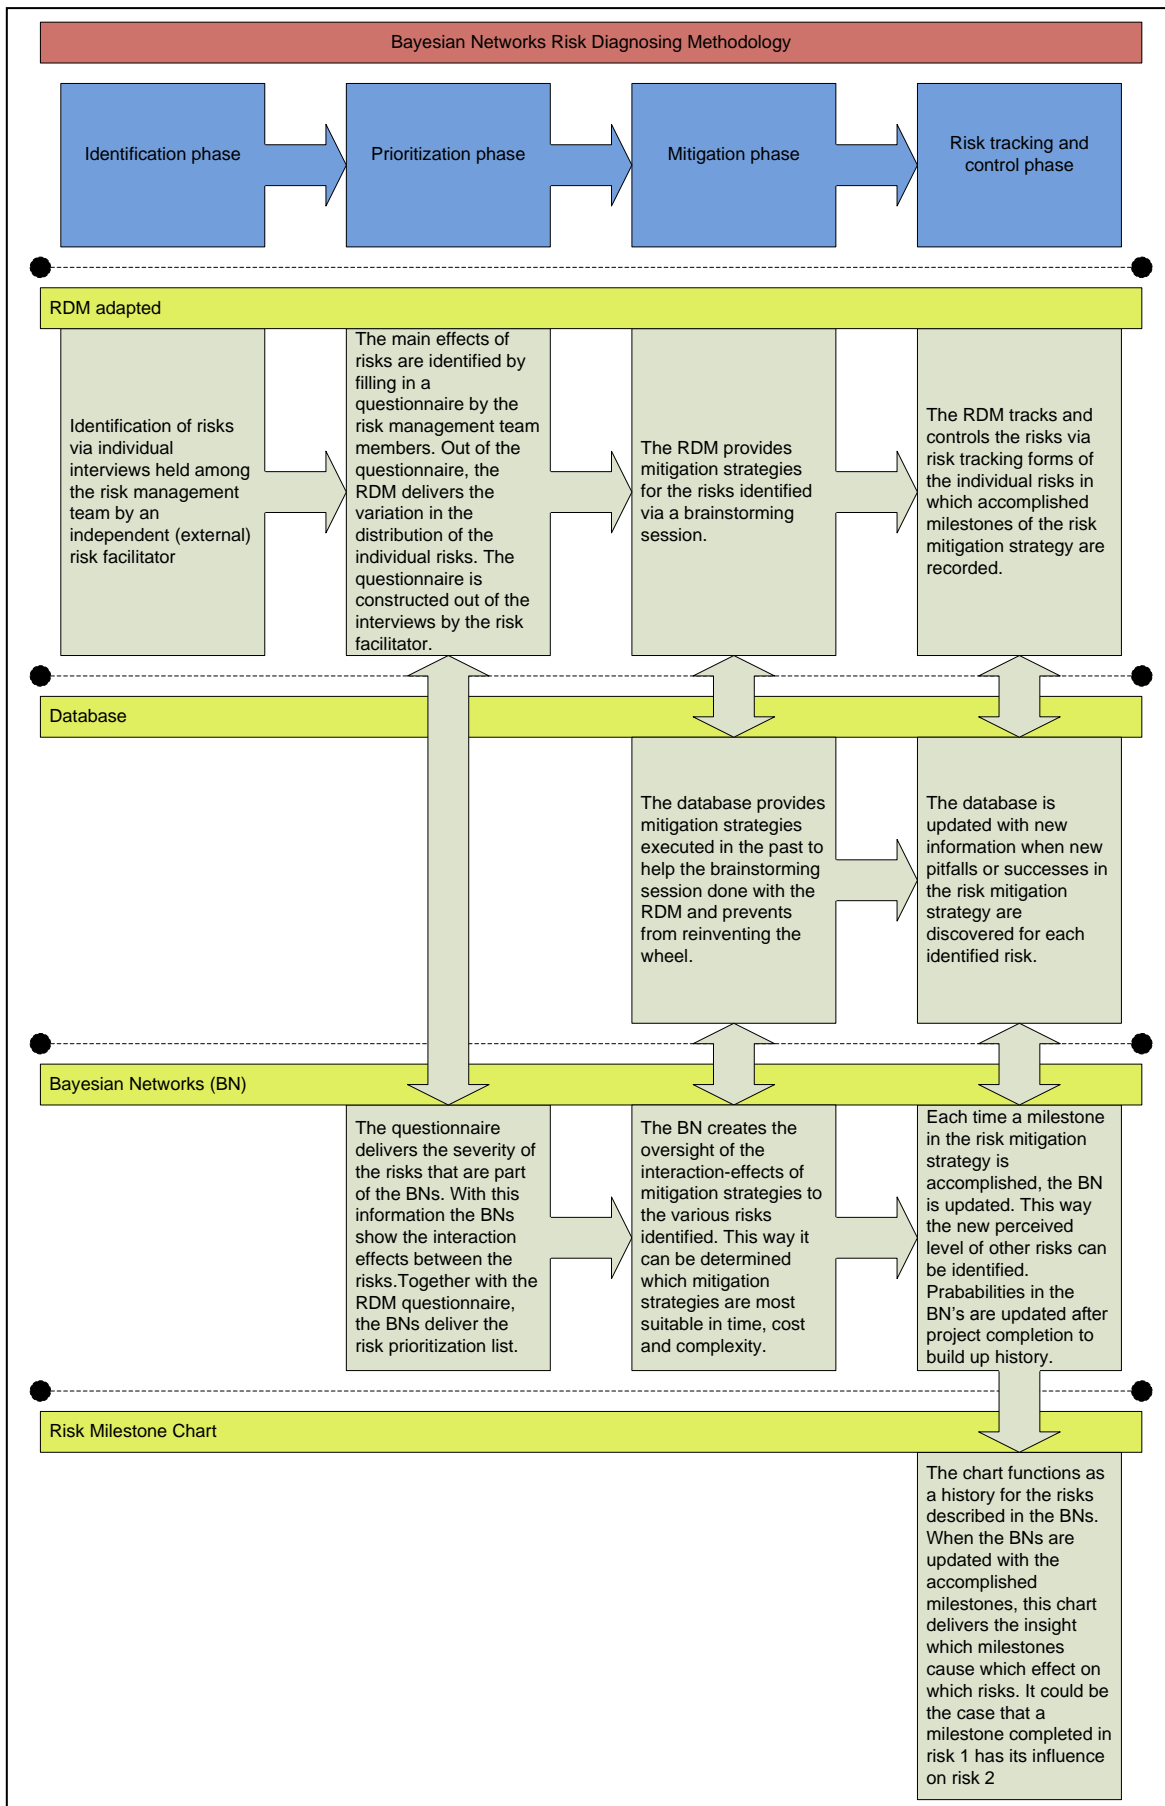 Bayesian Networks Risk Diagnosing Methodology
Identification phase
Prioritization phase
Mitigation phase
Risk tracking and
control phase
RDM adapted
Identification of risks
via individual
interviews held among
the risk management
team by an
independent (external)
risk facilitator
The main effects of
risks are identified by
filling in a
questionnaire by the
risk management team
members. Out of the
questionnaire, the
RDM delivers the
variation in the
distribution of the
individual risks. The
questionnaire is
constructed out of the
interviews by the risk
facilitator.
The RDM provides
mitigation strategies
for the risks identified
via a brainstorming
session.
The RDM tracks and
controls the risks via
risk tracking forms of
the individual risks in
which accomplished
milestones of the risk
mitigation strategy are
recorded.
Database
The database provides
mitigation strategies
executed in the past to
help the brainstorming
session done with the
RDM and prevents
from reinventing the
wheel.
The database is
updated with new
information when new
pitfalls or successes in
the risk mitigation
strategy are
discovered for each
identified risk.
Bayesian Networks (BN)
The questionnaire
delivers the severity of
the risks that are part
of the BNs. With this
information the BNs
show the interaction
effects between the
risks.Together with the
RDM questionnaire,
the BNs deliver the
risk prioritization list.
The BN creates the
oversight of the
interaction-effects of
mitigation strategies to
the various risks
identified. This way it
can be determined
which mitigation
strategies are most
suitable in time, cost
and complexity.
Each time a milestone
in the risk mitigation
strategy is
accomplished, the BN
is updated. This way
the new perceived
level of other risks can
be identified.
Prababilities in the
BN’s are updated after
project completion to
build up history.
Risk Milestone Chart
The chart functions as
a history for the risks
described in the BNs.
When the BNs are
updated with the
accomplished
milestones, this chart
delivers the insight
which milestones
cause which effect on
which risks. It could be
the case that a
milestone completed in
risk 1 has its influence
on risk 2